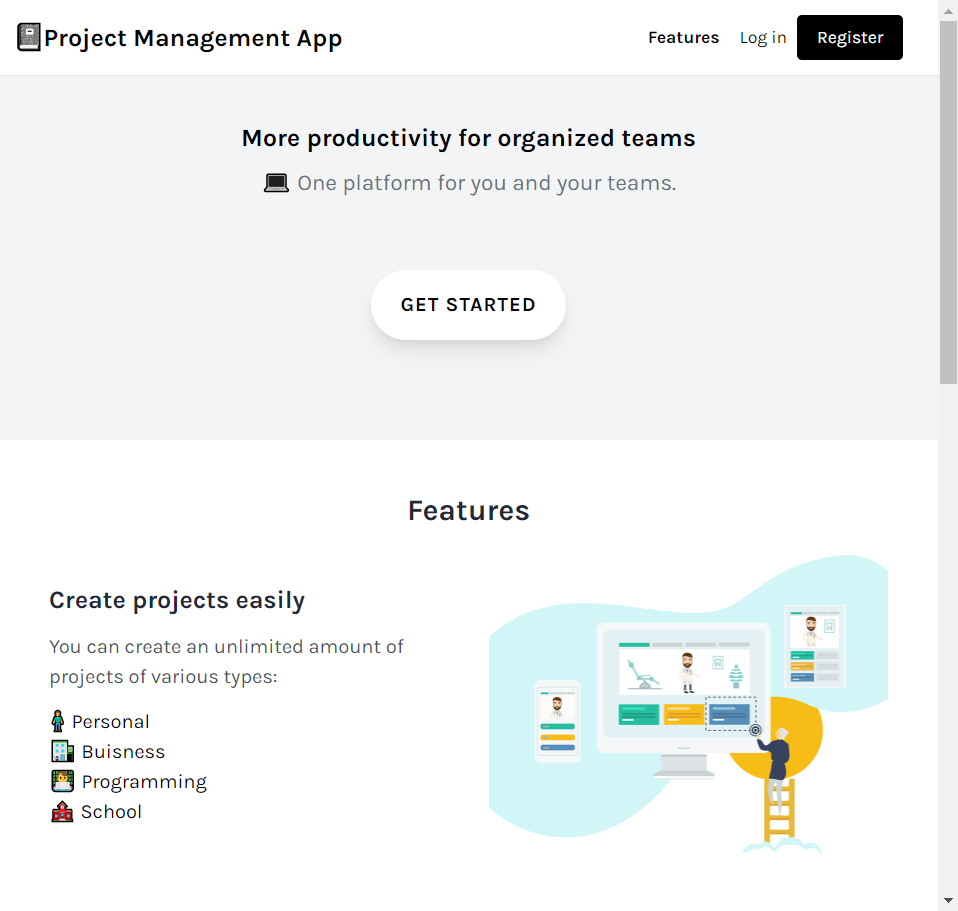 Project Management App
Features
Log in
Register
More productivity for organized teams
💻 One platform for you and your teams.
GET STARTED
Features
Create projects easily
You can create an unlimited amount of
projects of various types:
Personal
Buisness
Programming
School